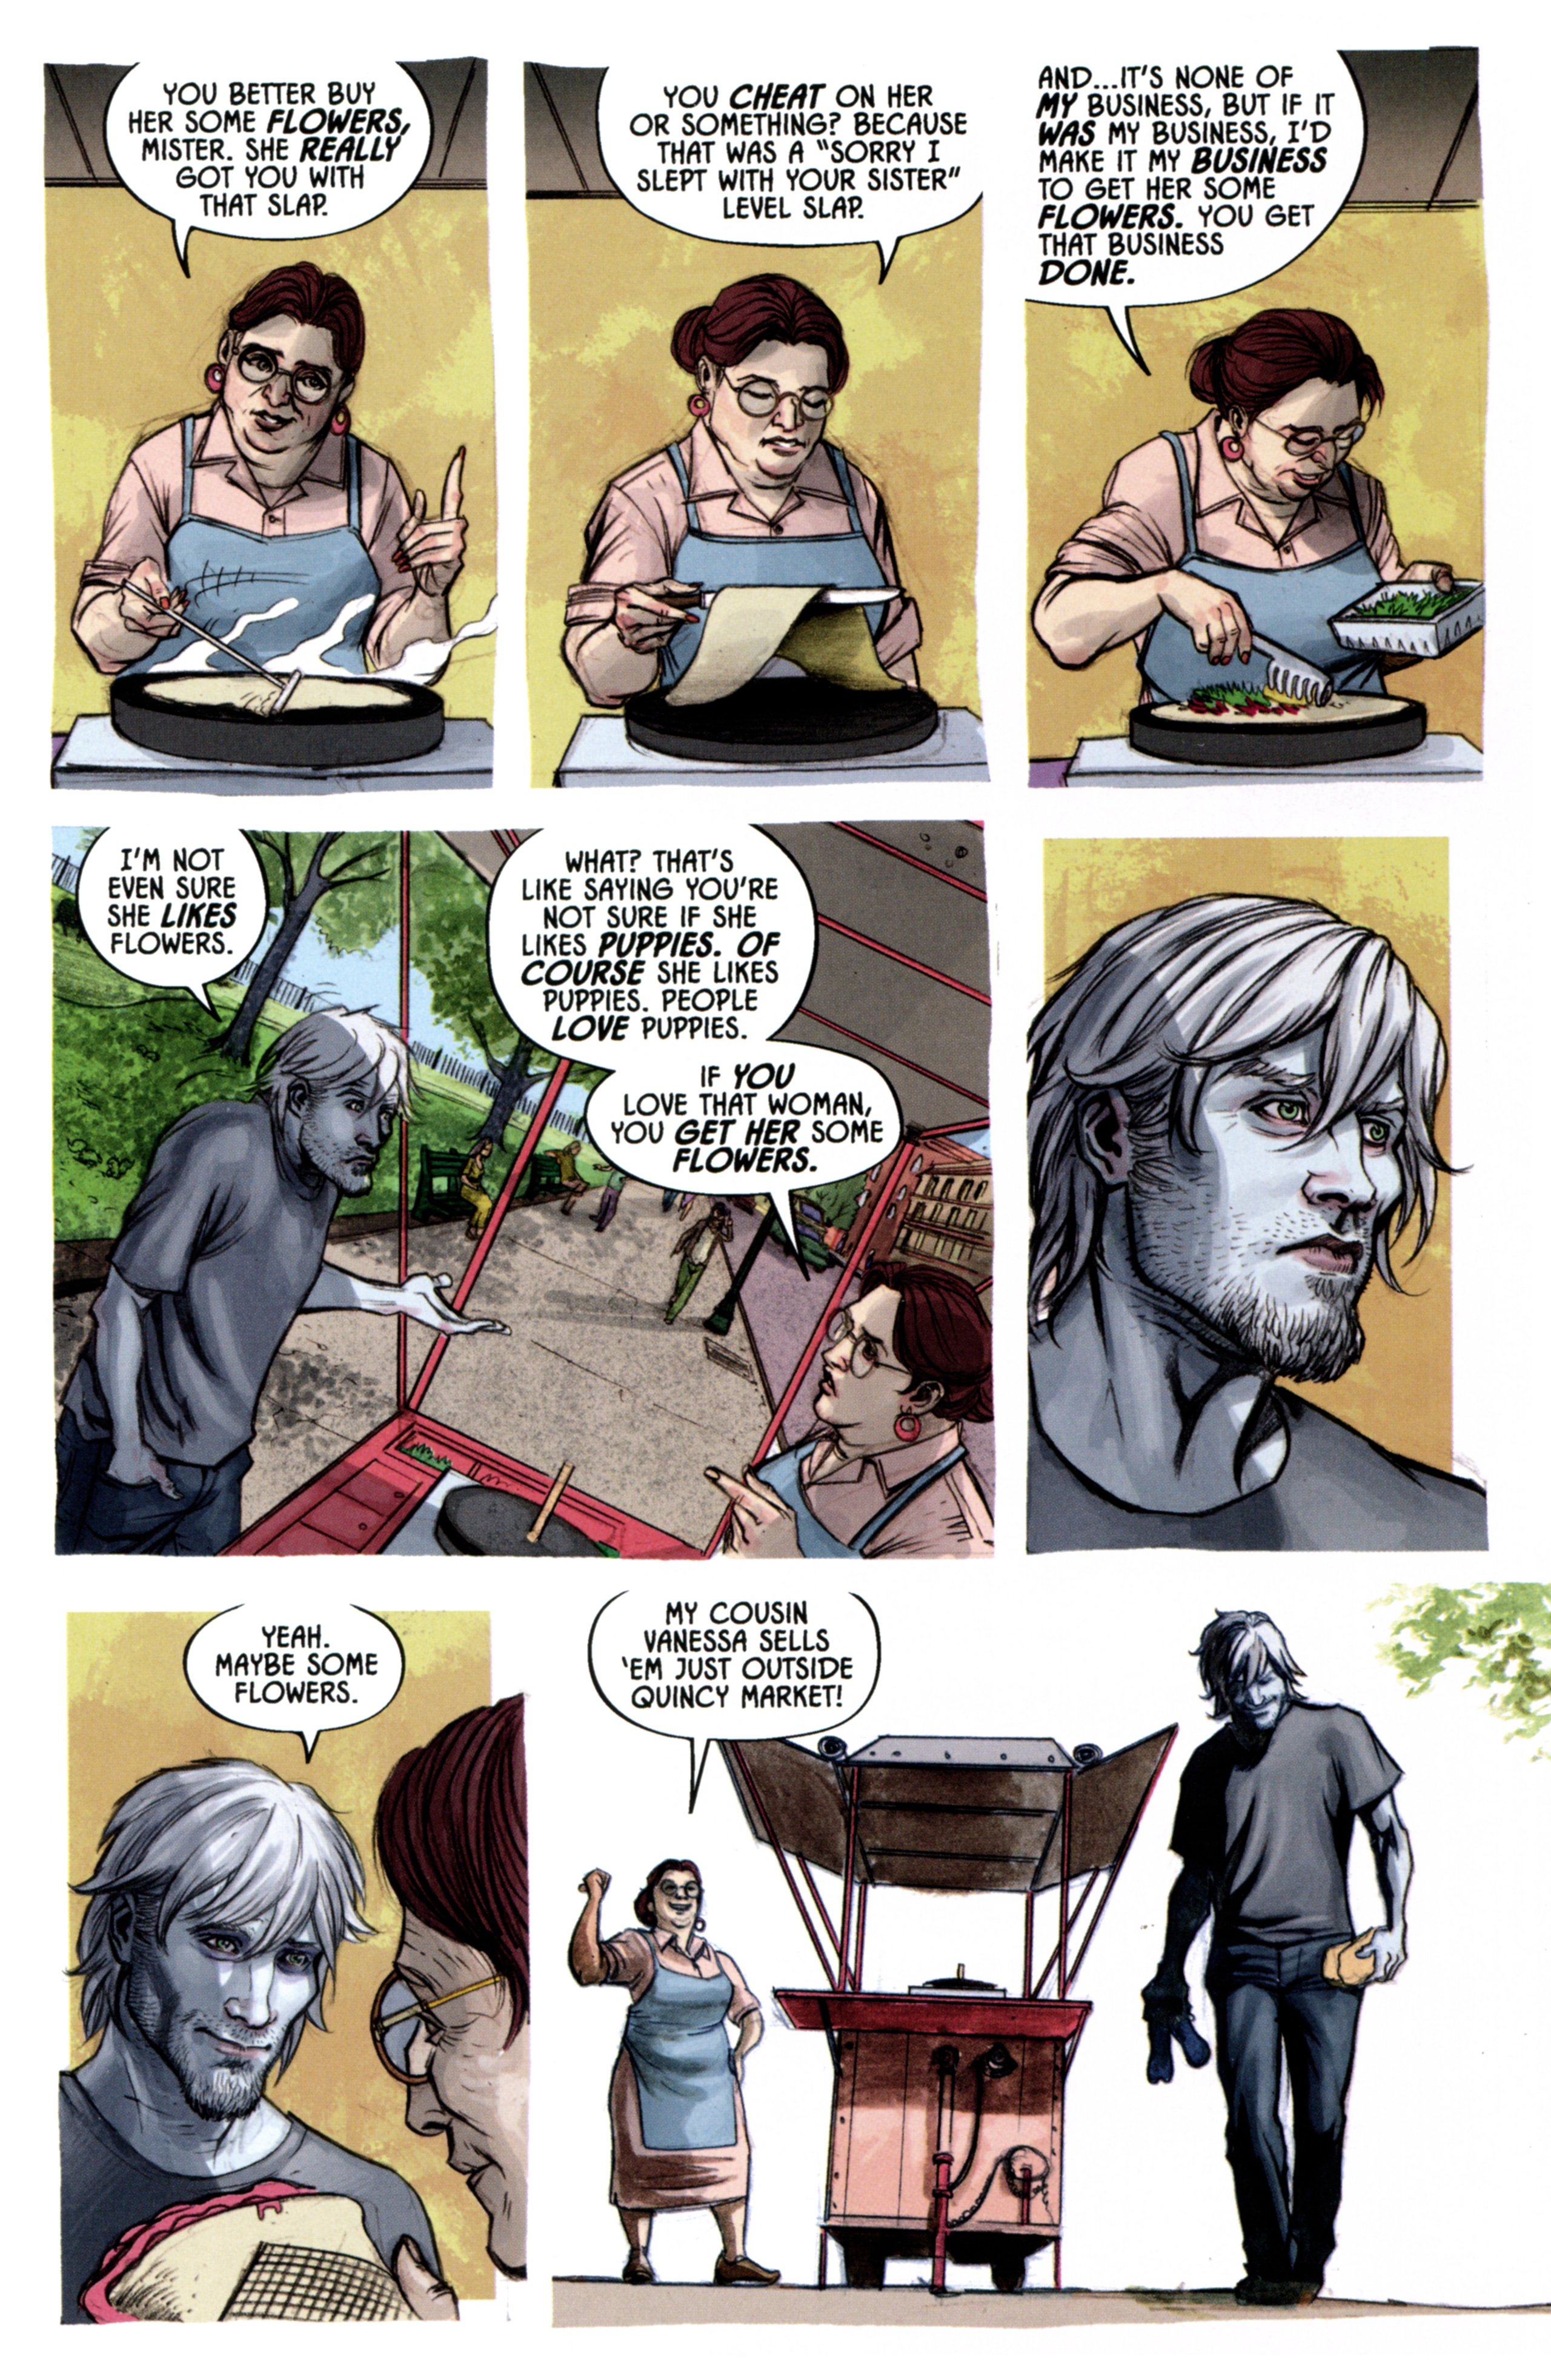 YOU BETTER BUY
HER SOME FLOWERS,
MISTER. SHE REALLY
GOT YOU WITH
THAT SLAP.
YOU CHEAT ON HER
OR SOMETHING? BECAUSE
THAT WAS A "SORRY I
SLEPT WITH YOUR SISTER"
LEVEL SLAP.
AND...IT'S NONE OF
MY BUSINESS, BUT IF IT
WAS MY BUSINESS, I'D
MAKE IT MY BUSINESS
TO GET HER SOME
FLOWERS. YOU GET
THAT BUSINESS
DONE.
I'M NOT
EVEN SURE
SHE LIKES
FLOWERS.
WHAT? THAT'S
LIKE SAYING YOU'RE
NOT SURE IF SHE
LIKES PUPPIES. OF
COURSE SHE LIKES
PUPPIES. PEOPLE
LOVE PUPPIES.
IF YOU
LOVE THAT WOMAN,
YOU GET HER SOME
FLOWERS.
YEAH.
MAYBE SOME
FLOWERS.
MY COUSIN
VANESSA SELLS
'EM JUST OUTSIDE
QUINCY MARKET!